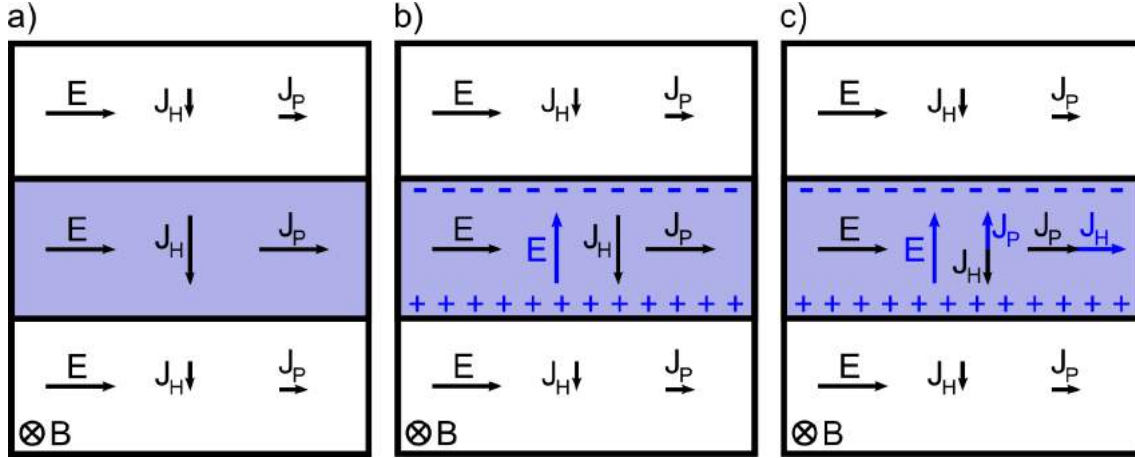 a)
E J_H J_P
E J_H J_P
E J_H J_P
⊗ B
b)
E J_H J_P
- - - - - - - - - - - -
E E J_H J_P
+ + + + + + + + + + + +
E J_H J_P
⊗ B
c)
E J_H J_P
- - - - - - - - - - - -
E E J_H J_P J_P J_H
+ + + + + + + + + + + +
E J_H J_P
⊗ B